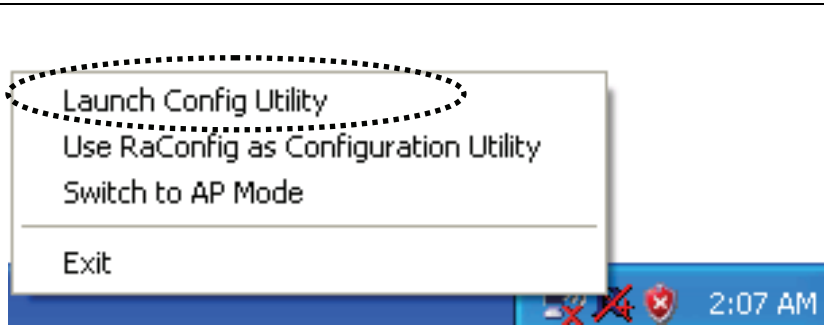 Launch Config Utility
Use RaConfig as Configuration Utility
Switch to AP Mode
Exit
2:07 AM